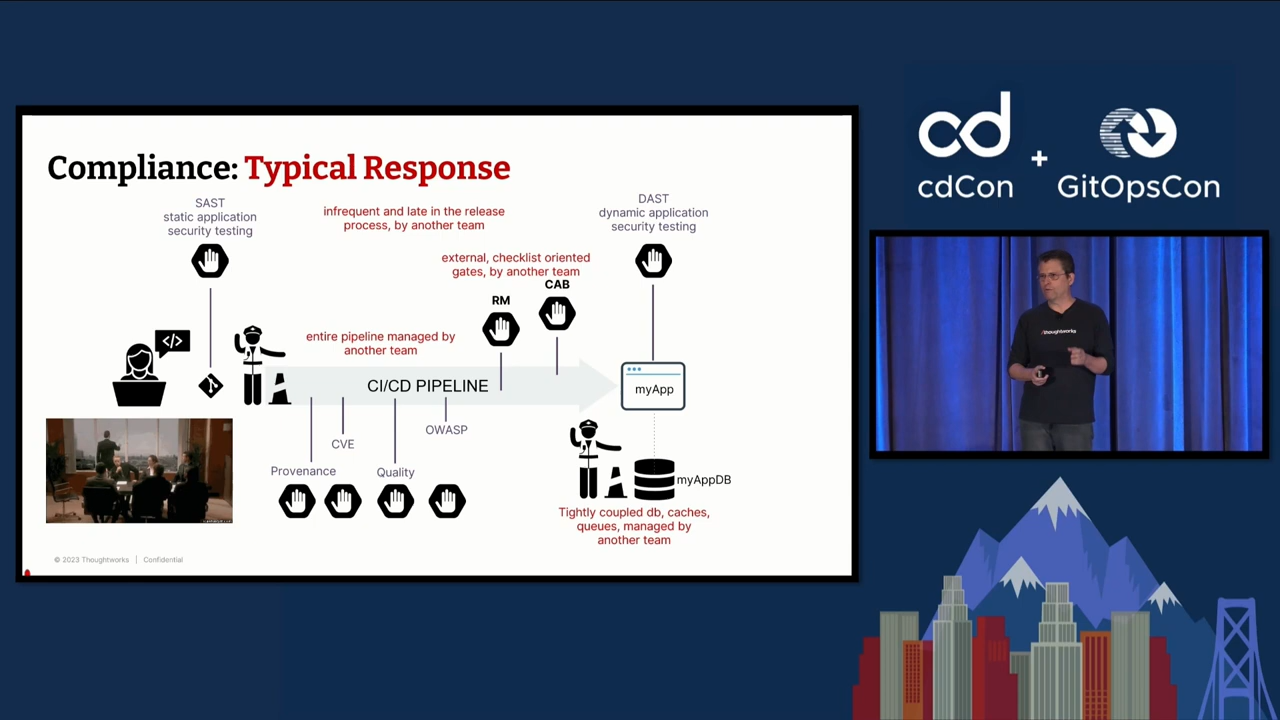 Compliance: Typical Response
SAST
static application
security testing
infrequent and late in the release
process, by another team
DAST
dynamic application
security testing
external, checklist oriented
gates, by another team
RM
CAB
</>
entire pipeline managed by
another team
CI/CD PIPELINE
myApp
Provenance
CVE
Quality
OWASP
myAppDB
Tightly coupled db, caches,
queues, managed by
another team
© 2023 Thoughtworks | Confidential
cd
cdCon
+
GitOpsCon
/thoughtworks